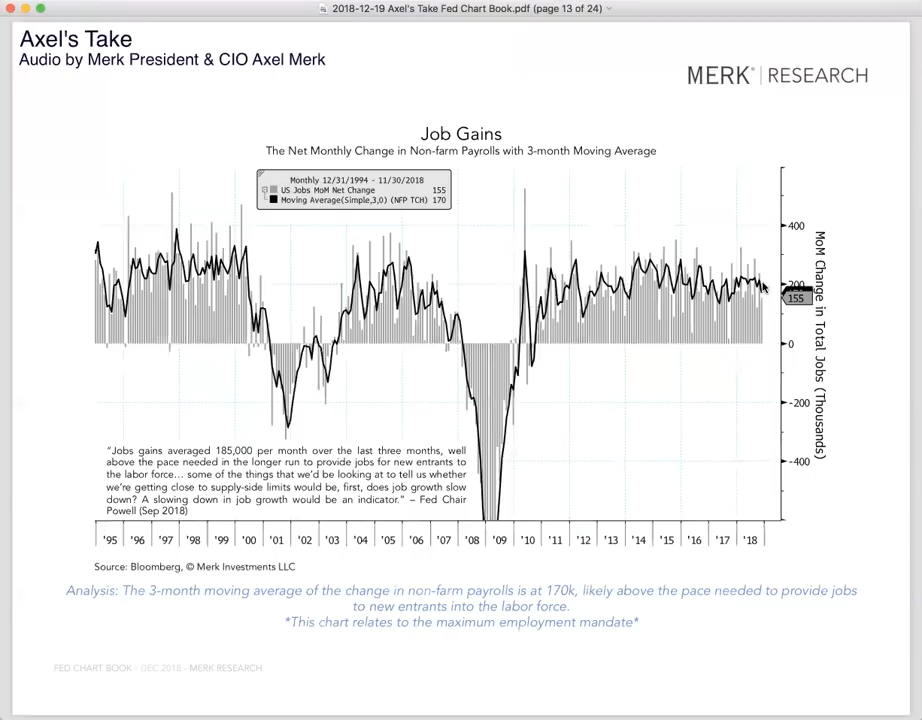 2018-12-19 Axel's Take Fed Chart Book.pdf (page 13 of 24)
Axel's Take
Audio by Merk President & CIO Axel Merk
MERK® | RESEARCH
Job Gains
The Net Monthly Change in Non-farm Payrolls with 3-month Moving Average
Monthly 12/31/1994 - 11/30/2018
US Jobs MoM Net Change 155
Moving Average(Simple,3,0) (NFP TCH) 170
400
200
155
0
-200
-400
MoM Change in Total Jobs (Thousands)
"Jobs gains averaged 185,000 per month over the last three months, well
above the pace needed in the longer run to provide jobs for new entrants to
the labor force... some of the things that we'd be looking at to tell us whether
we're getting close to supply-side limits would be, first, does job growth slow
down? A slowing down in job growth would be an indicator." – Fed Chair
Powell (Sep 2018)
'95 '96 '97 '98 '99 '00 '01 '02 '03 '04 '05 '06 '07 '08 '09 '10 '11 '12 '13 '14 '15 '16 '17 '18
Source: Bloomberg, © Merk Investments LLC
Analysis: The 3-month moving average of the change in non-farm payrolls is at 170k, likely above the pace needed to provide jobs
to new entrants into the labor force.
*This chart relates to the maximum employment mandate*
FED CHART BOOK - DEC 2018 - MERK RESEARCH